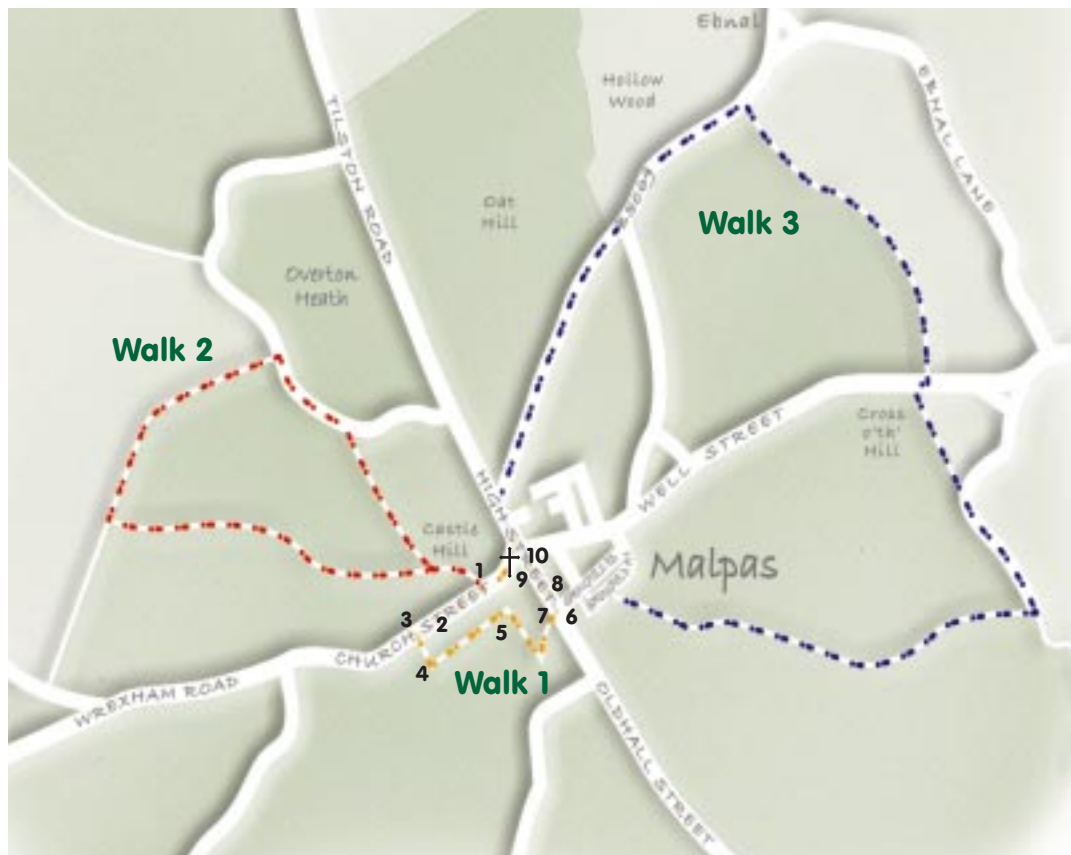 Ebnal
EBNAL LANE
Hollow
Wood
TILSTON ROAD
Oat
Hill
Walk 3
Overton
Heath
Walk 2
Cross
o'th'
Hill
WELL STREET
HIGH STREET
Castle
Hill
10
1
9
8
Malpas
3
2
7
6
5
CHURCH STREET
4
Walk 1
WREXHAM ROAD
OLDHALL STREET